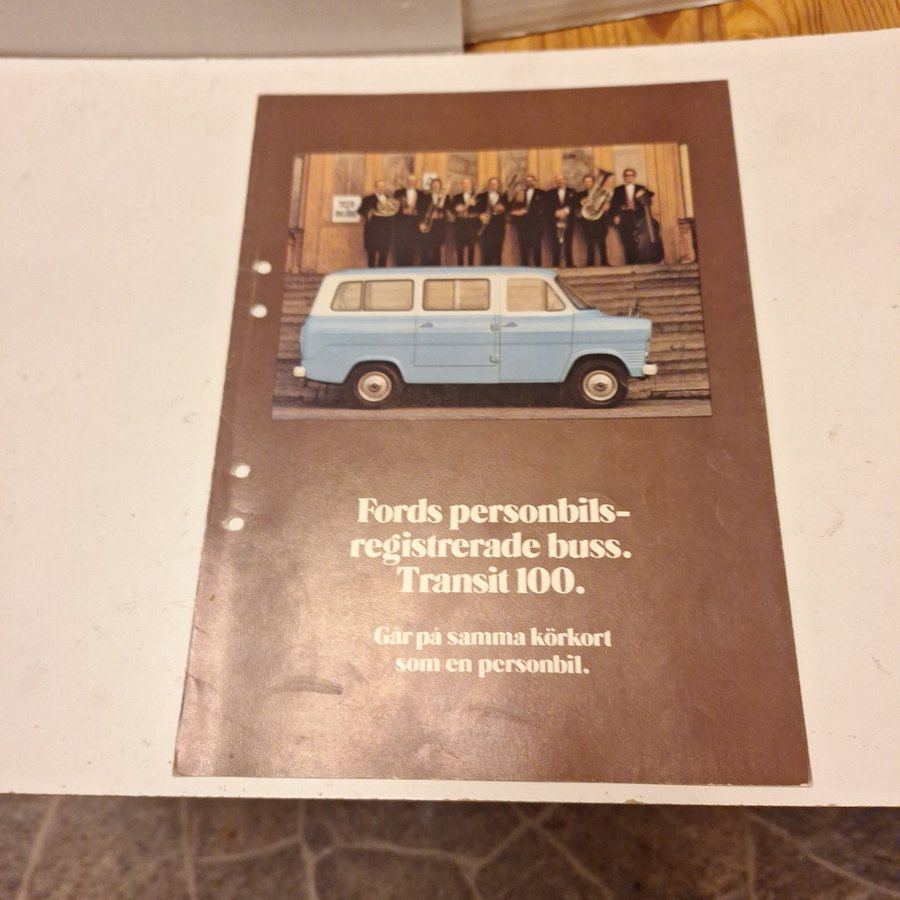 Fords personbils-
registrerade buss.
Transit 100.
Går på samma körkort
som en personbil.